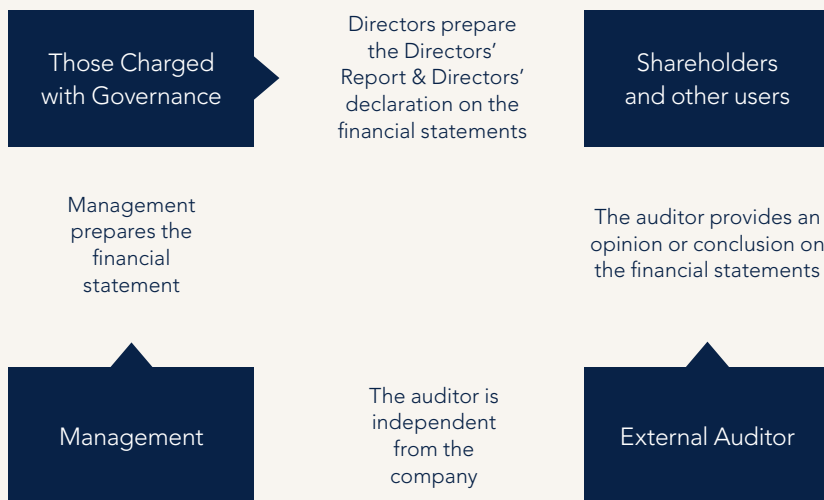 Those Charged
with Governance
Directors prepare
the Directors’
Report & Directors’
declaration on the
financial statements
Shareholders
and other users
Management
prepares the
financial
statement
The auditor provides an
opinion or conclusion on
the financial statements
Management
The auditor is
independent
from the
company
External Auditor